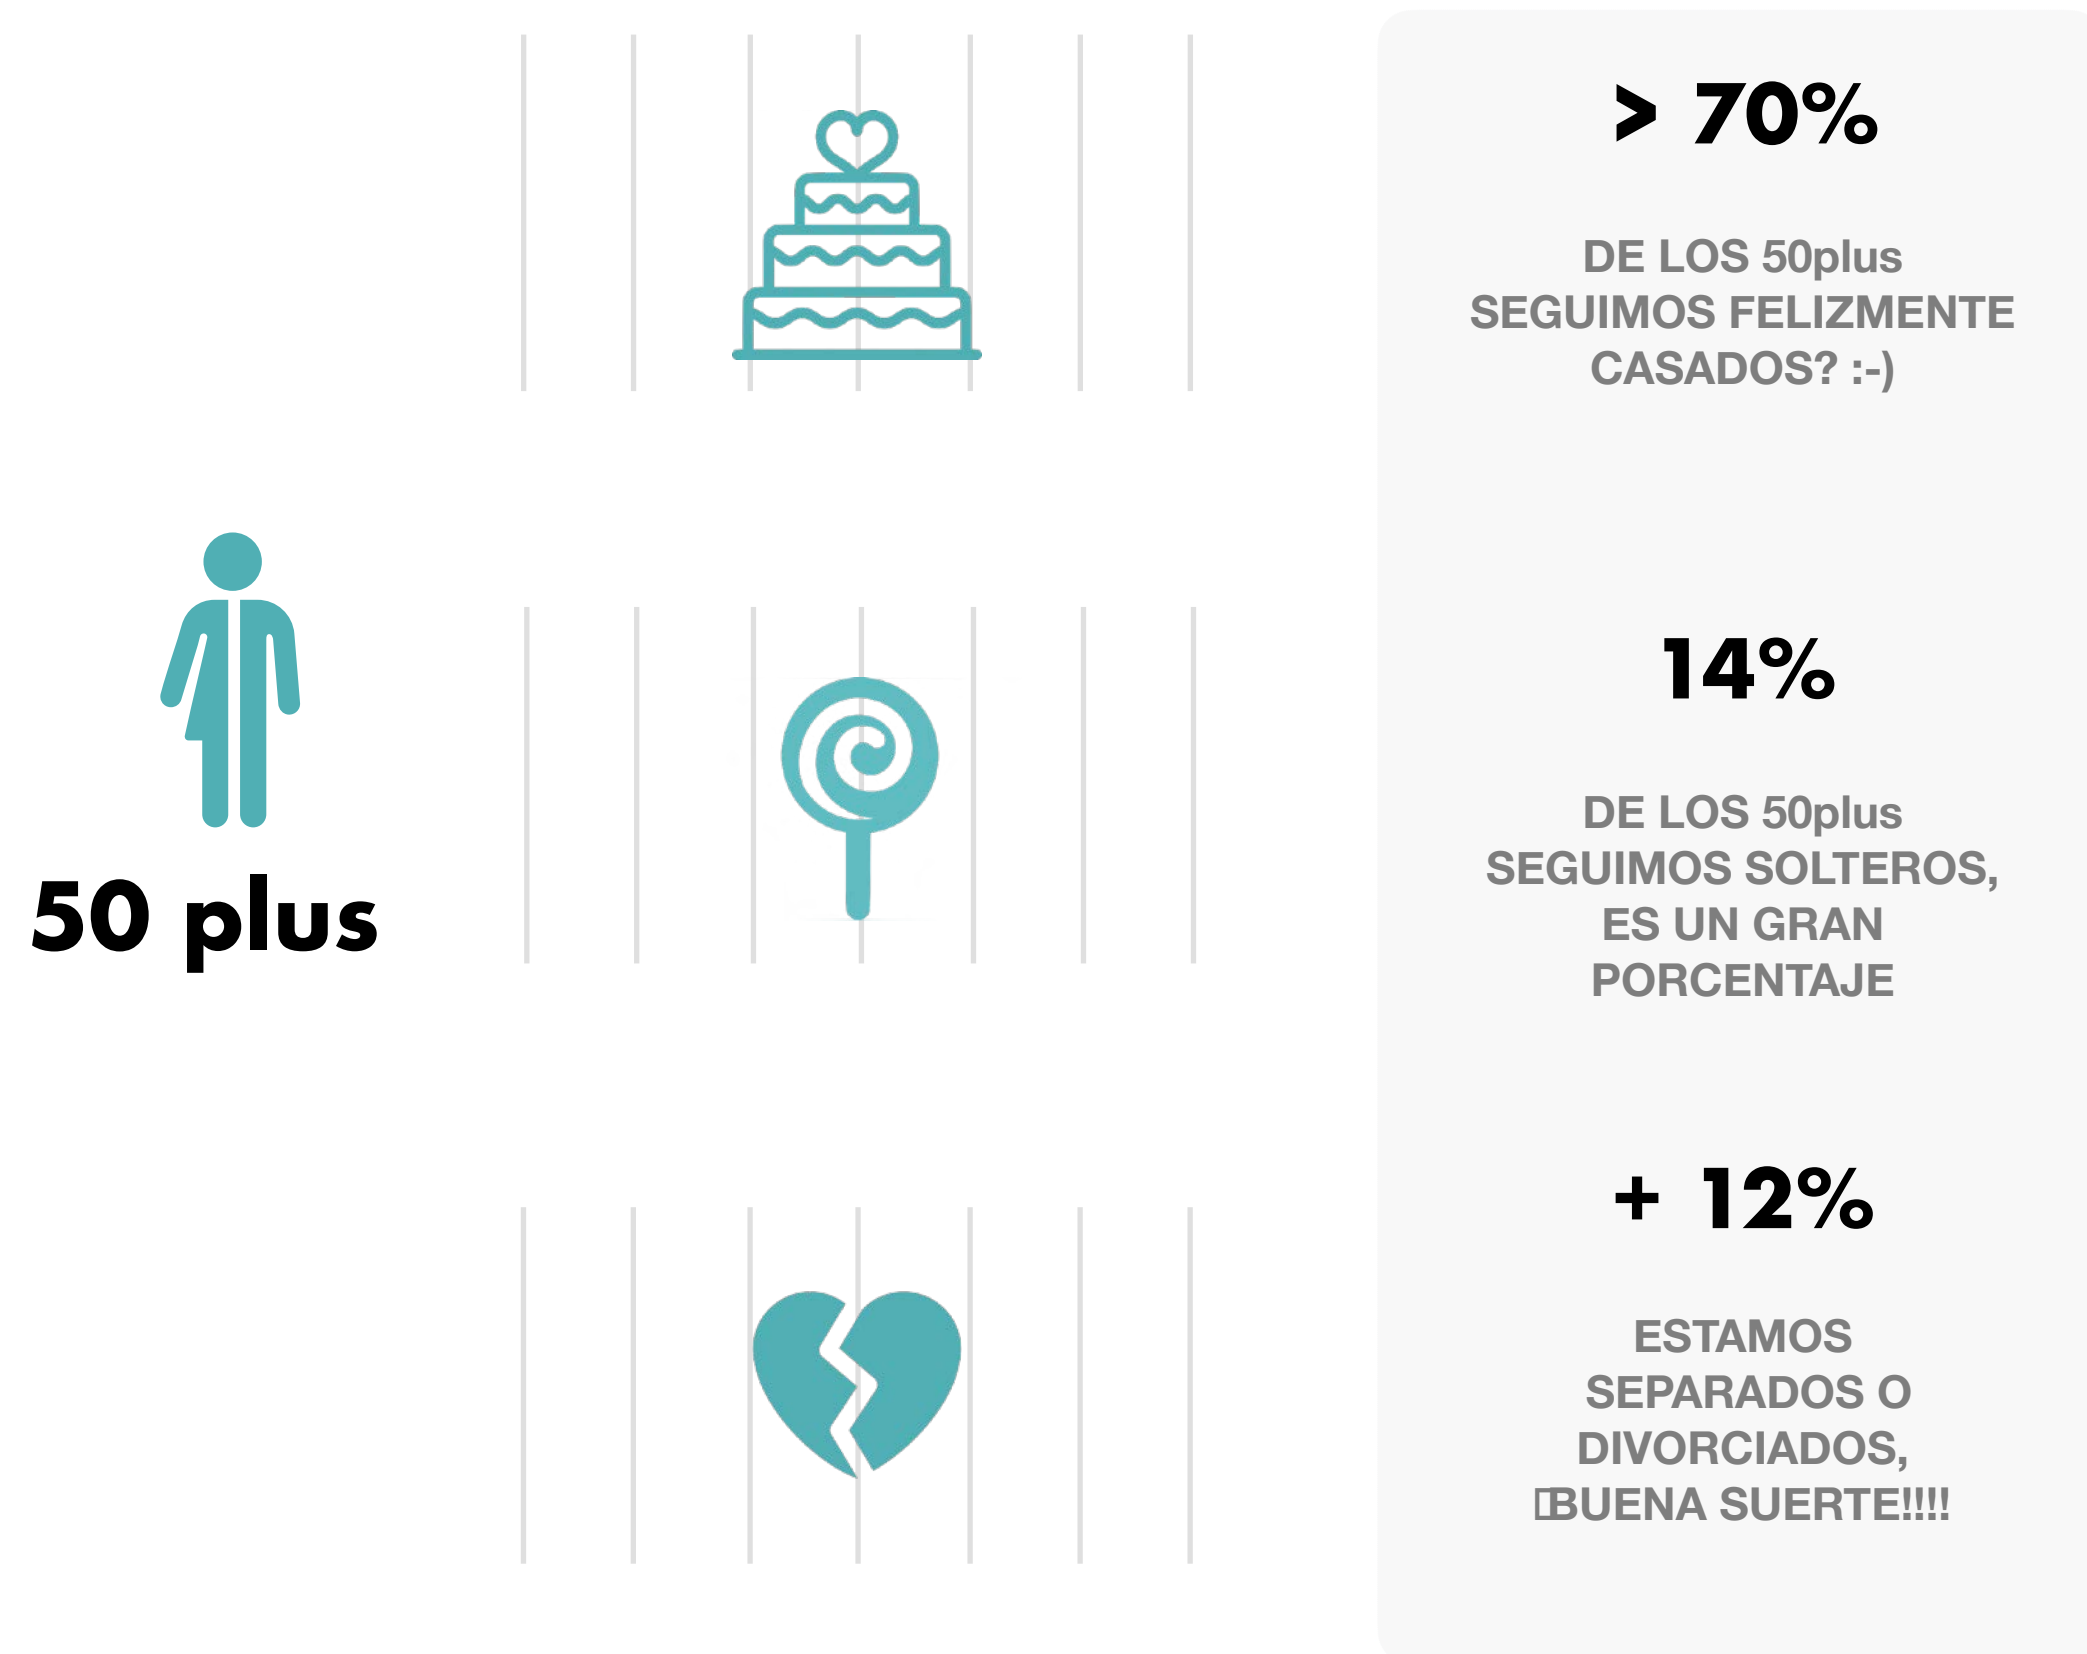 > 70%
DE LOS 50plus
SEGUIMOS FELIZMENTE
CASADOS? :-)
50 plus
14%
DE LOS 50plus
SEGUIMOS SOLTEROS,
ES UN GRAN
PORCENTAJE
+ 12%
ESTAMOS
SEPARADOS O
DIVORCIADOS,
BUENA SUERTE!!!!